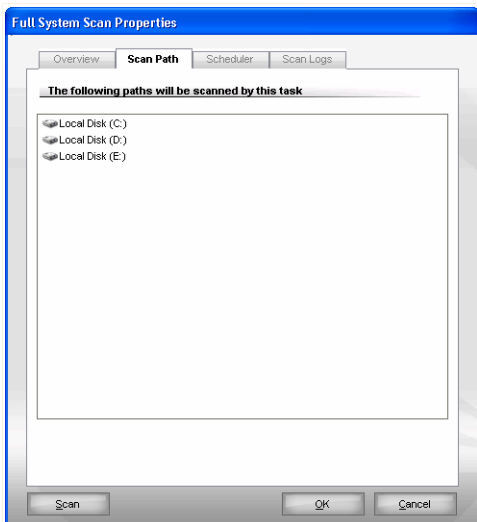 Full System Scan Properties
Overview Scan Path Scheduler Scan Logs
The following paths will be scanned by this task
Local Disk (C:)
Local Disk (D:)
Local Disk (E:)
Scan OK Cancel